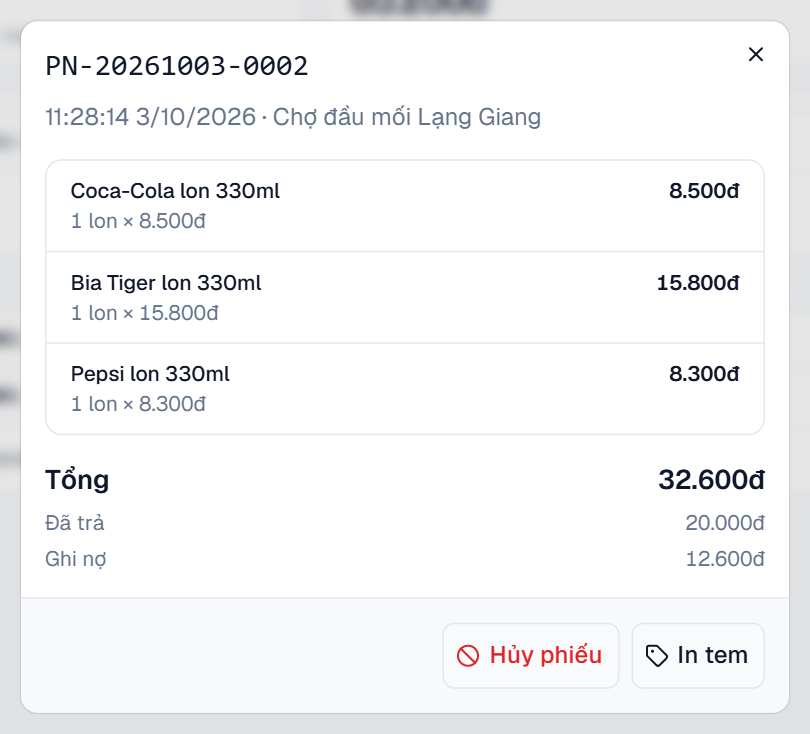 PN-20261003-0002
11:28:14 3/10/2026 · Chợ đầu mối Lạng Giang
Coca-Cola lon 330ml 8.500đ
1 lon × 8.500đ
Bia Tiger lon 330ml 15.800đ
1 lon × 15.800đ
Pepsi lon 330ml 8.300đ
1 lon × 8.300đ
Tổng 32.600đ
Đã trả 20.000đ
Ghi nợ 12.600đ
Hủy phiếu In tem